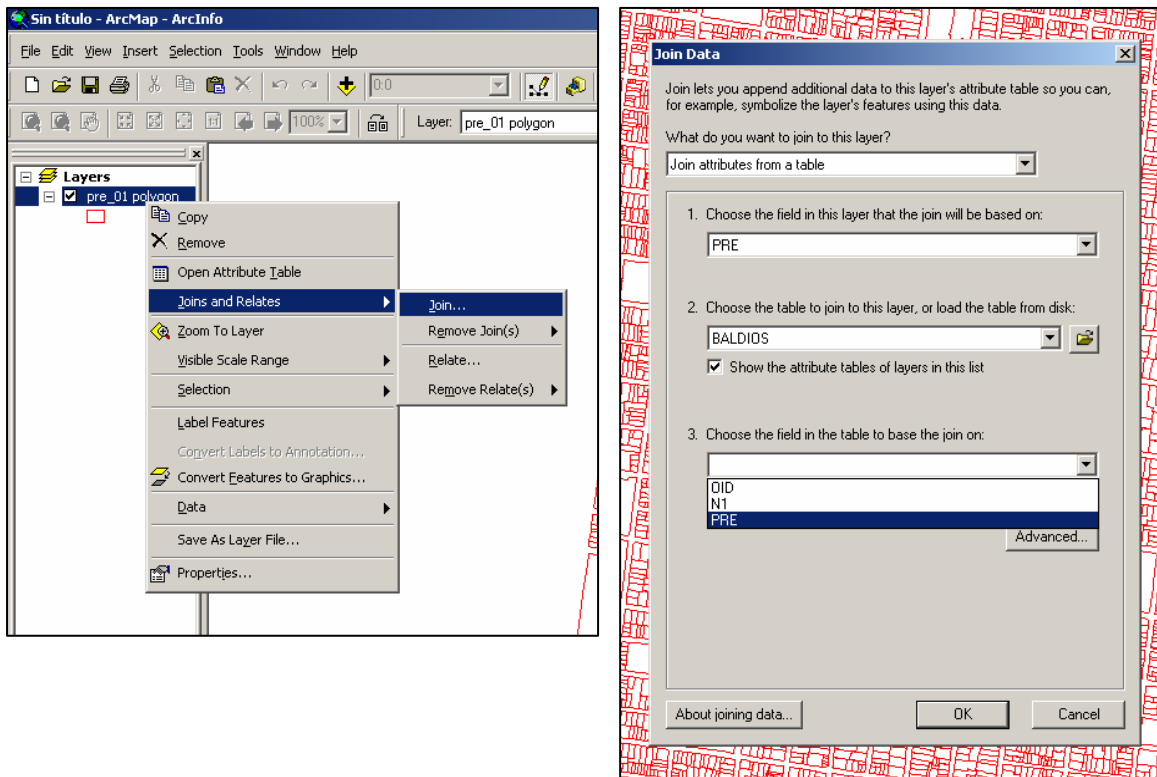 Sin título - ArcMap - ArcInfo
File Edit View Insert Selection Tools Window Help
0:0
100%
Layer: pre_01 polygon
Layers
pre_01 polygon
Copy
Remove
Open Attribute Table
Joins and Relates
Zoom To Layer
Visible Scale Range
Selection
Label Features
Convert Labels to Annotation...
Convert Features to Graphics...
Data
Save As Layer File...
Properties...
Join...
Remove Join(s)
Relate...
Remove Relate(s)
Join Data
Join lets you append additional data to this layer's attribute table so you can,
for example, symbolize the layer's features using this data.
What do you want to join to this layer?
Join attributes from a table
1. Choose the field in this layer that the join will be based on:
PRE
2. Choose the table to join to this layer, or load the table from disk:
BALDIOS
Show the attribute tables of layers in this list
3. Choose the field in the table to base the join on:
OID
N1
PRE
Advanced...
About joining data...
OK
Cancel